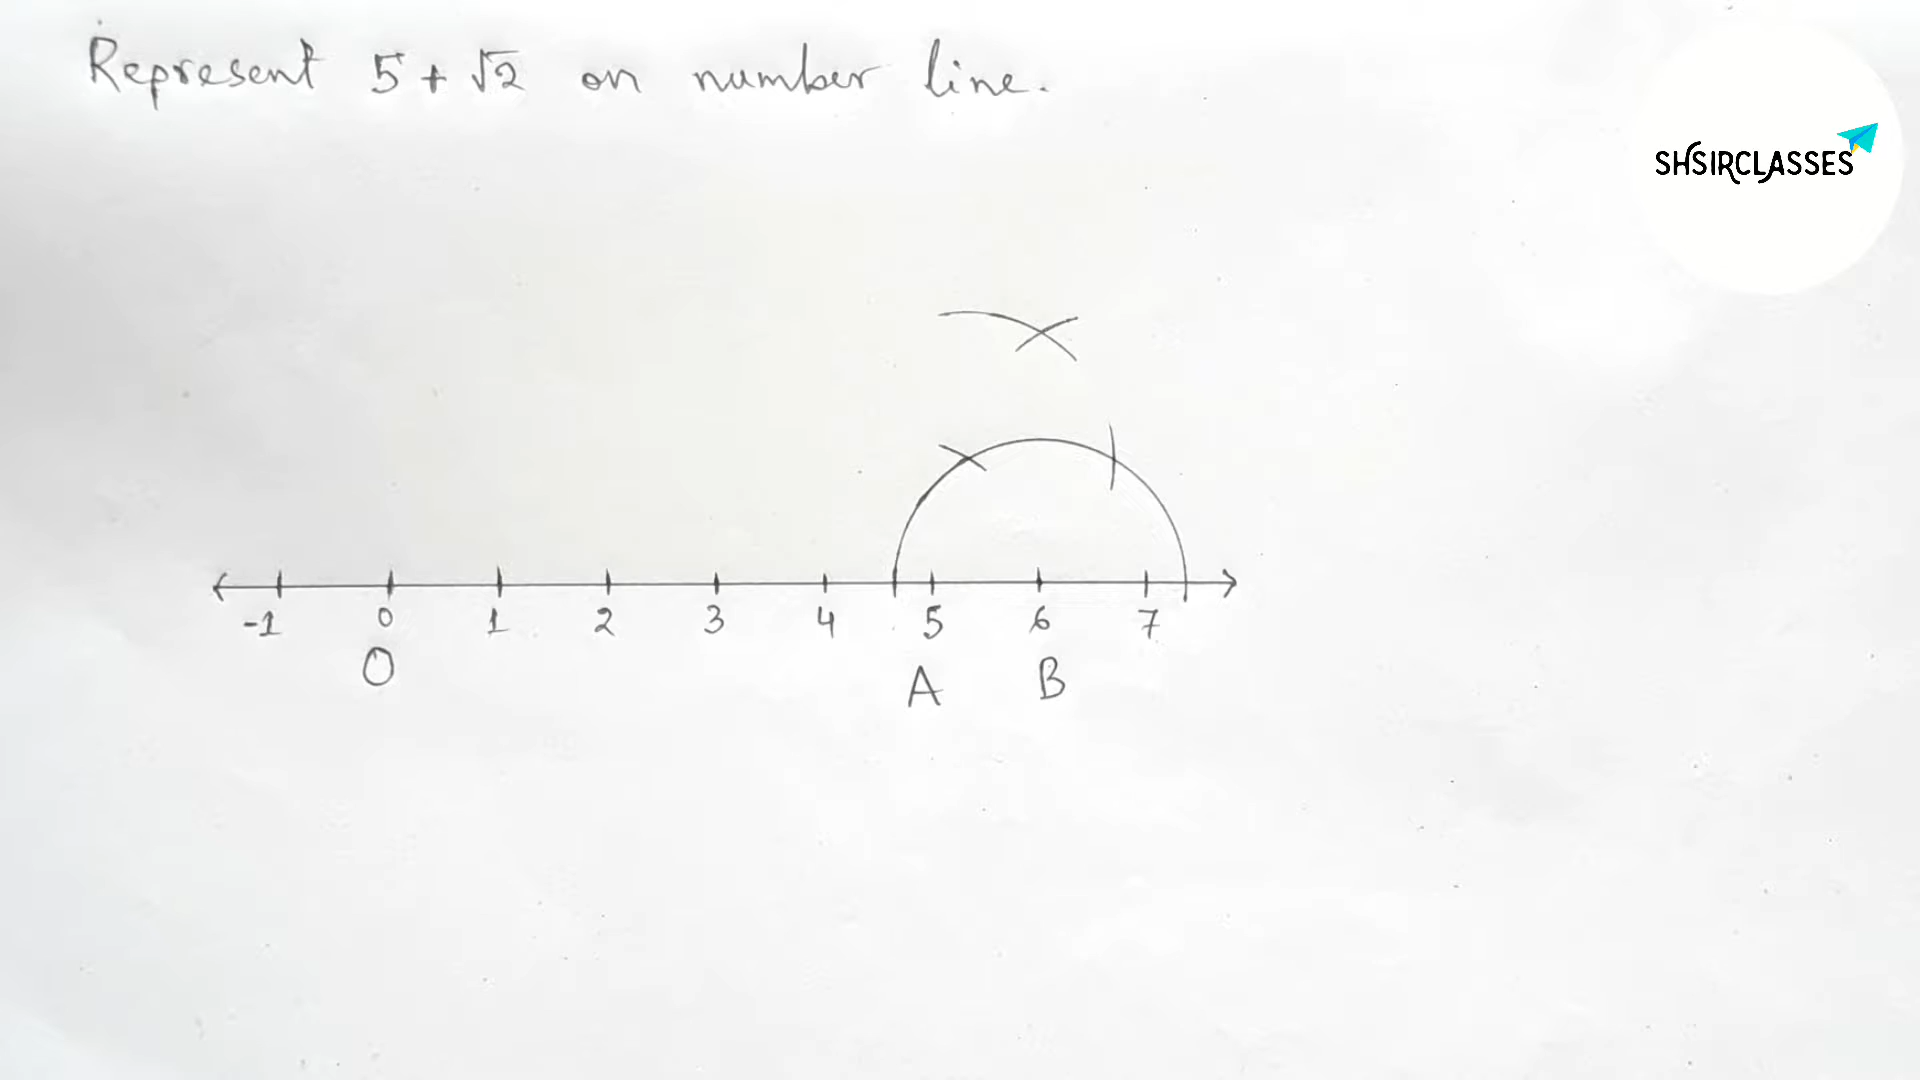 Represent 5 + √2 on number line.
SHSIRCLASSES
-1 0 1 2 3 4 5 6 7
O A B